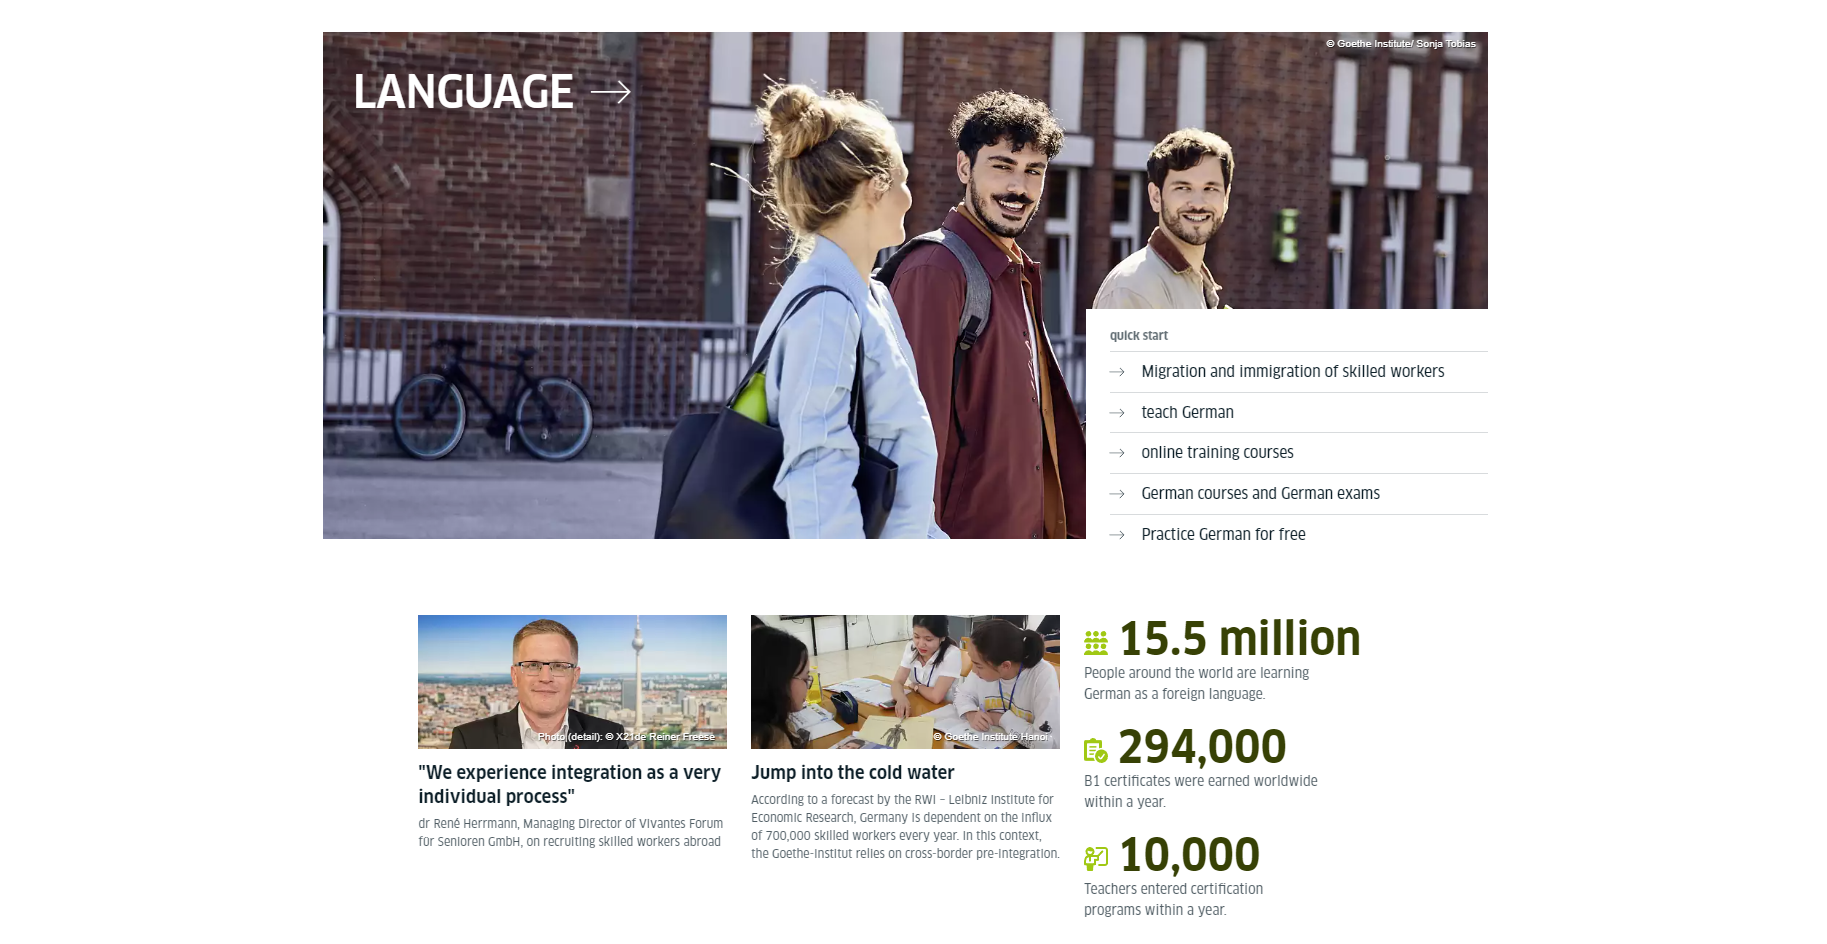 © Goethe Institute/ Sonja Tobias
LANGUAGE
quick start
Migration and immigration of skilled workers
teach German
online training courses
German courses and German exams
Practice German for free
Photo (detail): © X21de Reiner Freese
"We experience integration as a very
individual process"
dr René Herrmann, Managing Director of Vivantes Forum
für Senioren GmbH, on recruiting skilled workers abroad
© Goethe Institute Hanoi
Jump into the cold water
According to a forecast by the RWI – Leibniz Institute for
Economic Research, Germany is dependent on the influx
of 700,000 skilled workers every year. In this context,
the Goethe-Institut relies on cross-border pre-integration.
15.5 million
People around the world are learning
German as a foreign language.
294,000
B1 certificates were earned worldwide
within a year.
10,000
Teachers entered certification
programs within a year.